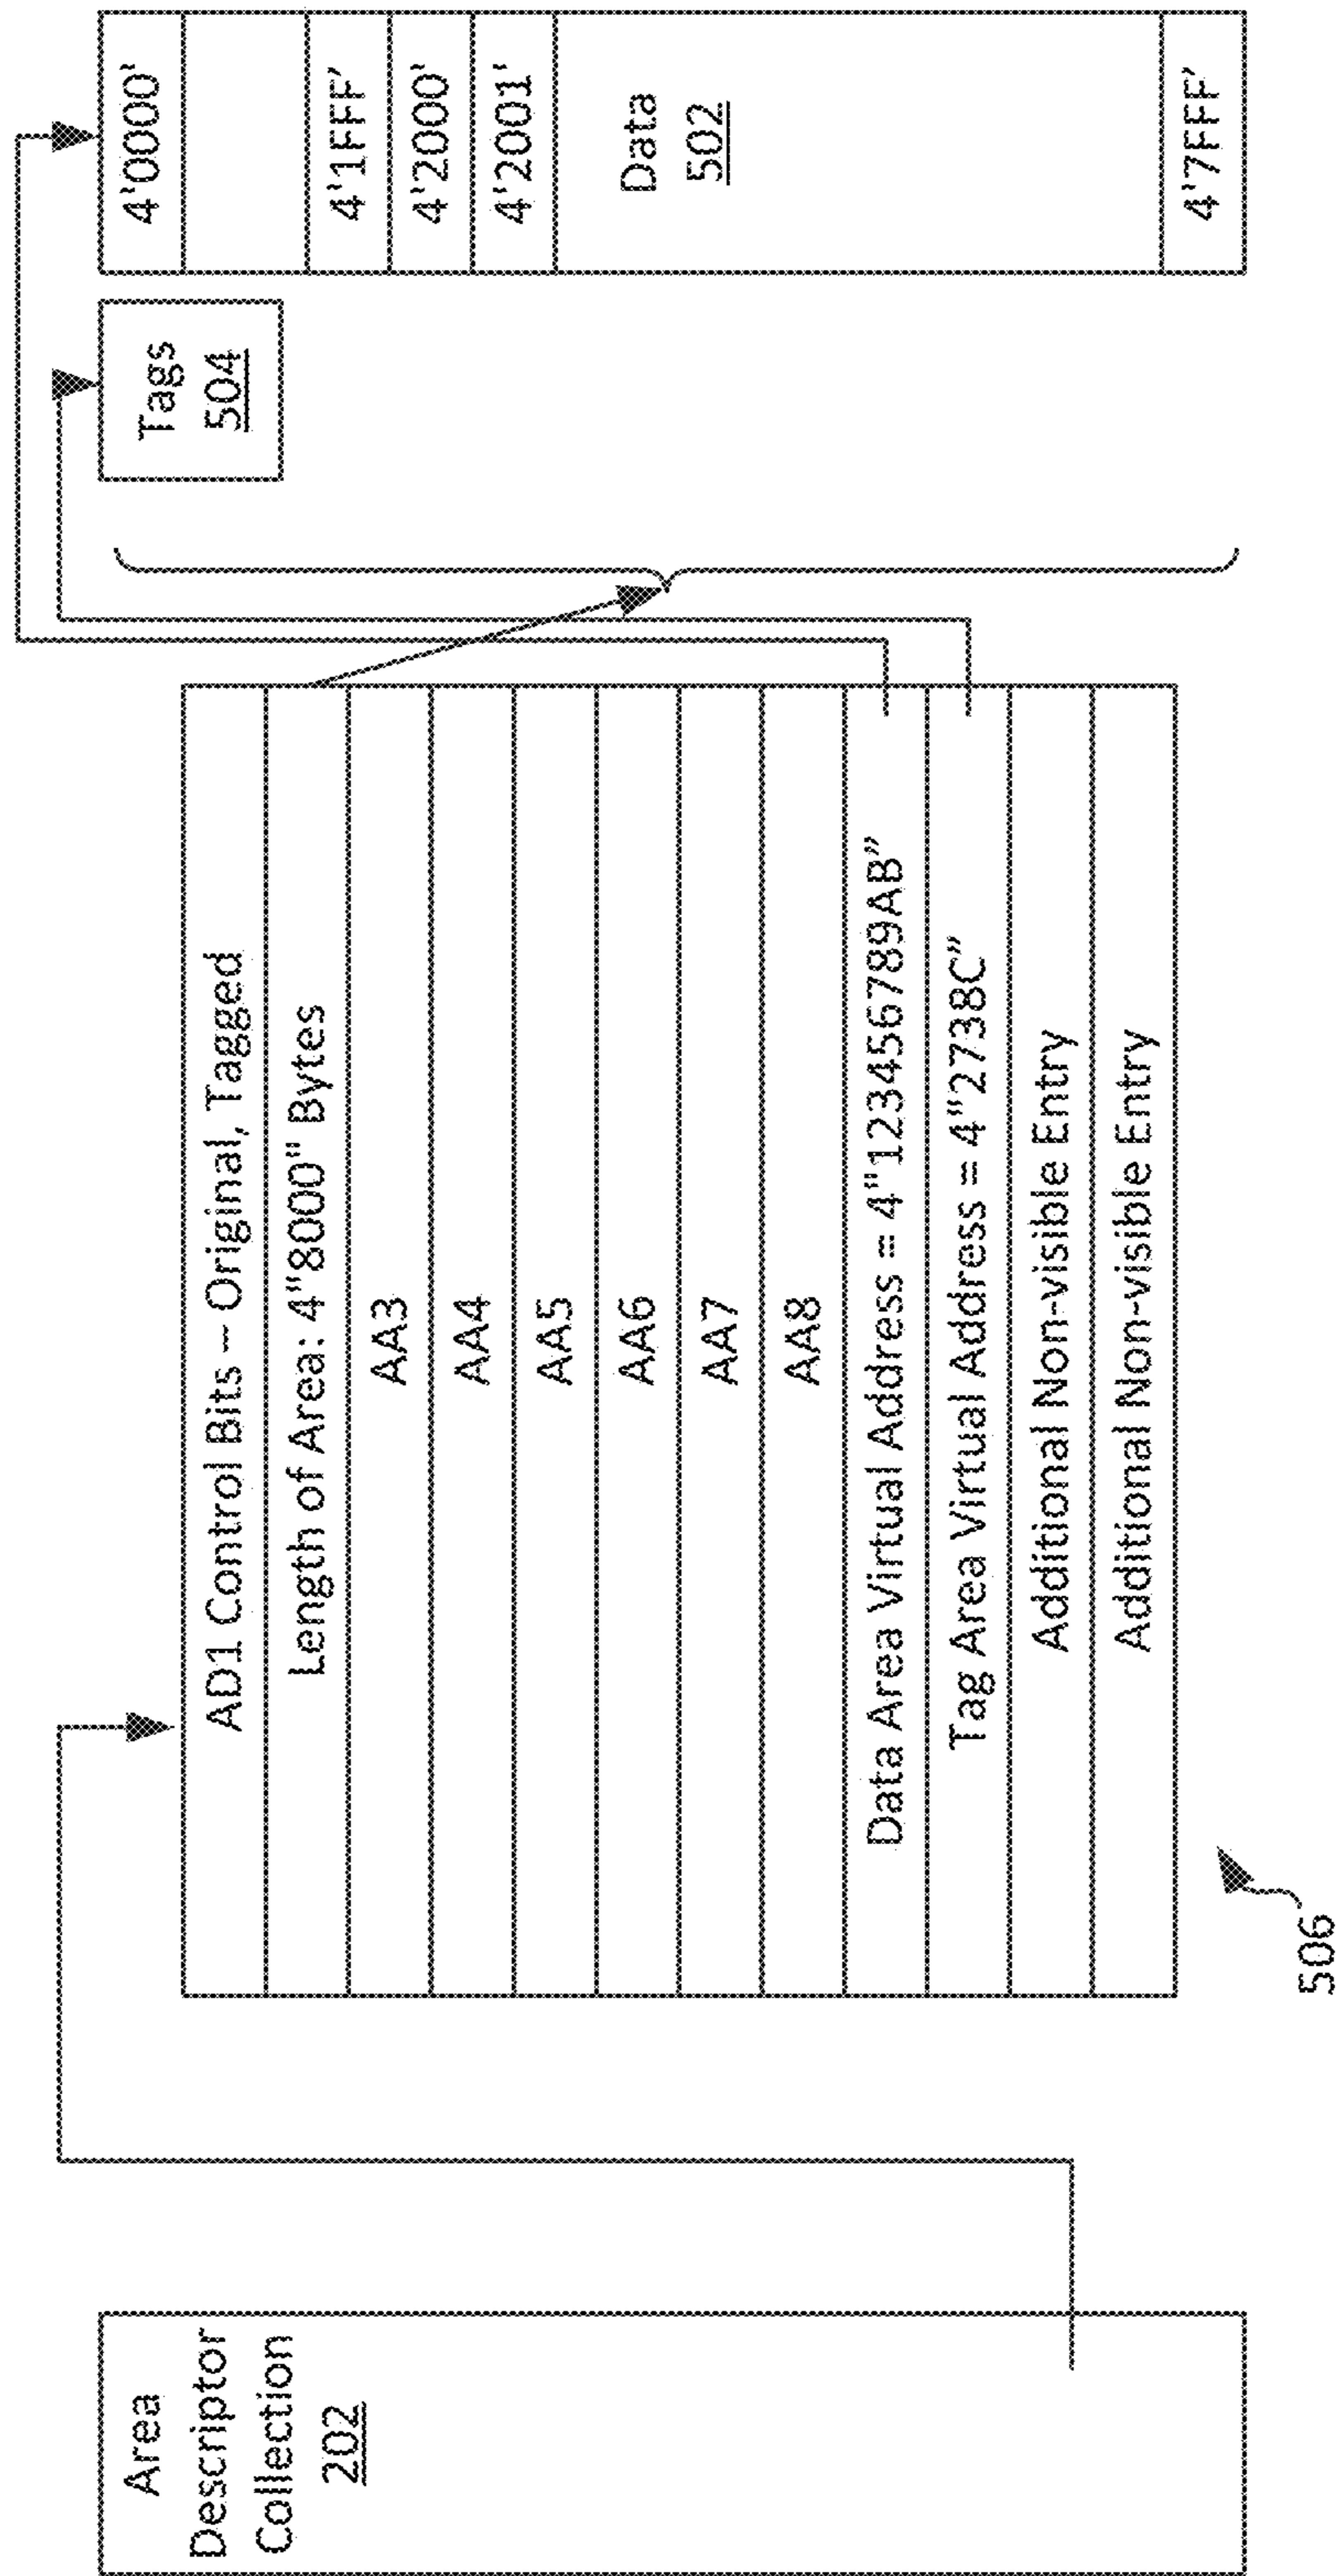 Area
Descriptor
Collection
202
AD1 Control Bits – Original, Tagged
Length of Area: 4"8000" Bytes
AA3
AA4
AA5
AA6
AA7
AA8
Data Area Virtual Address = 4"123456789AB”
Tag Area Virtual Address = 4"2738C”
Additional Non-visible Entry
Additional Non-visible Entry
506
Tags
504
4'0000'
4'1FFF’
4'2000'
4'2001'
Data
502
4'7FFF’